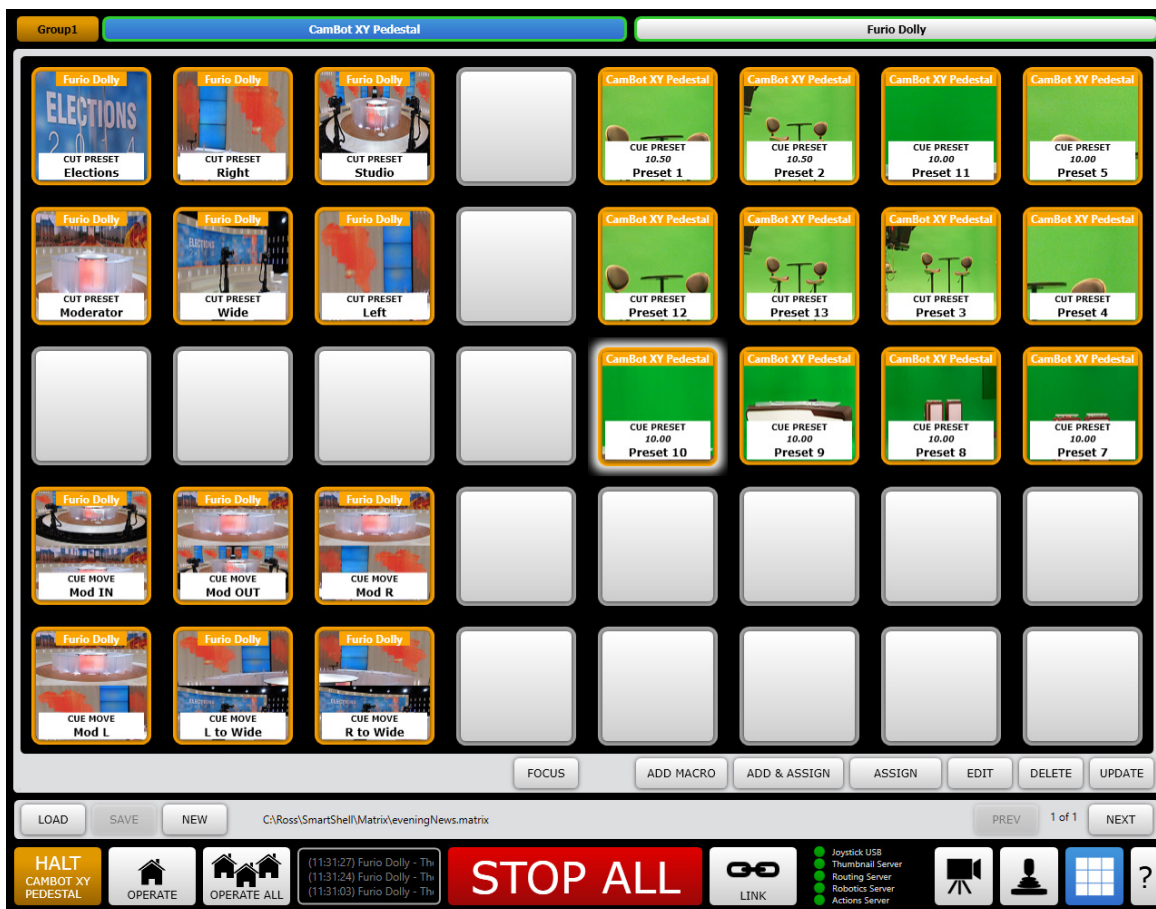 Group1
CamBot XY Pedestal
Furio Dolly
Furio Dolly
ELECTIONS
2014
CUT PRESET
Elections
Furio Dolly
CUT PRESET
Right
Furio Dolly
CUT PRESET
Studio
CamBot XY Pedestal
CUE PRESET
10.50
Preset 1
CamBot XY Pedestal
CUE PRESET
10.50
Preset 2
CamBot XY Pedestal
CUE PRESET
10.00
Preset 11
CamBot XY Pedestal
CUE PRESET
10.00
Preset 5
Furio Dolly
CUT PRESET
Moderator
Furio Dolly
ELECTIONS
CUT PRESET
Wide
Furio Dolly
CUT PRESET
Left
CamBot XY Pedestal
CUT PRESET
Preset 12
CamBot XY Pedestal
CUT PRESET
Preset 13
CamBot XY Pedestal
CUT PRESET
Preset 3
CamBot XY Pedestal
CUT PRESET
Preset 4
CamBot XY Pedestal
CUE PRESET
10.00
Preset 10
CamBot XY Pedestal
CUE PRESET
10.00
Preset 9
CamBot XY Pedestal
CUE PRESET
10.00
Preset 8
CamBot XY Pedestal
CUE PRESET
10.00
Preset 7
Furio Dolly
CUE MOVE
Mod IN
Furio Dolly
CUE MOVE
Mod OUT
Furio Dolly
CUE MOVE
Mod R
Furio Dolly
CUE MOVE
Mod L
Furio Dolly
CUE MOVE
L to Wide
Furio Dolly
ELECTIONS
CUE MOVE
R to Wide
FOCUS
ADD MACRO
ADD & ASSIGN
ASSIGN
EDIT
DELETE
UPDATE
LOAD
SAVE
NEW
C:\Ross\SmartShell\Matrix\eveningNews.matrix
PREV
1 of 1
NEXT
HALT
CAMBOT XY
PEDESTAL
OPERATE
OPERATE ALL
(11:31:27) Furio Dolly - The
(11:31:24) Furio Dolly - The
(11:31:03) Furio Dolly - The
STOP ALL
LINK
Joystick USB
Thumbnail Server
Routing Server
Robotics Server
Actions Server
?